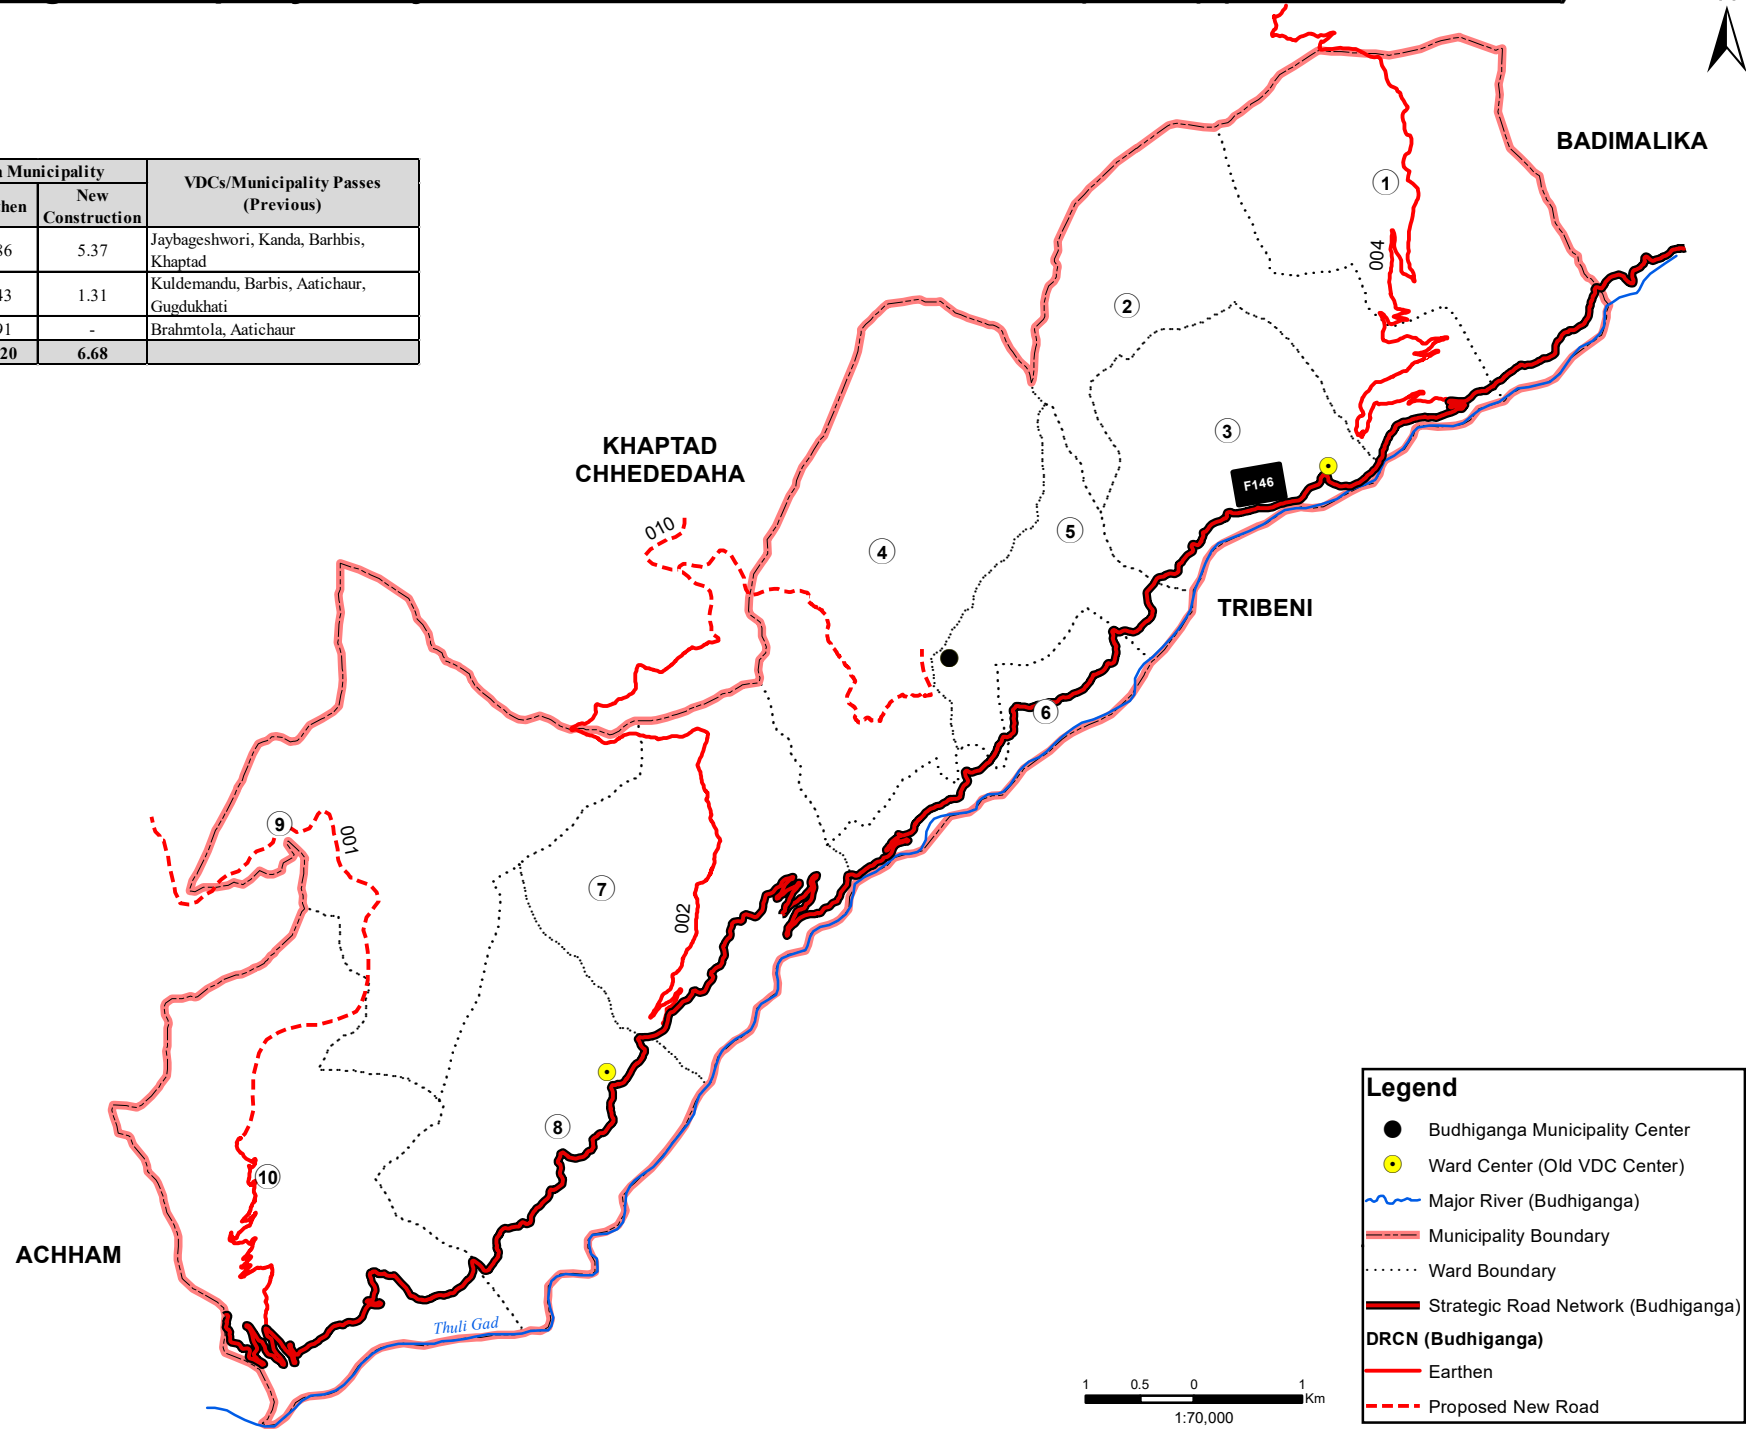 Municipality
VDCs/Municipality Passes
(Previous)
New
Construction
5.37
Jaybageshwori, Kanda, Barhbis,
Khaptad
1.31
Kuldemandu, Barbis, Aatichaur,
Gugdukhati
-
Brahmtola, Aatichaur
20
6.68
BADIMALIKA
1
004
2
3
KHAPTAD
CHHEDEDAHA
F146
010
5
4
TRIBENI
6
9
001
7
002
8
10
ACHHAM
Thuli Gad
Legend
Budhiganga Municipality Center
Ward Center (Old VDC Center)
Major River (Budhiganga)
Municipality Boundary
Ward Boundary
Strategic Road Network (Budhiganga)
DRCN (Budhiganga)
Earthen
Proposed New Road
1 0.5 0 1
Km
1:70,000